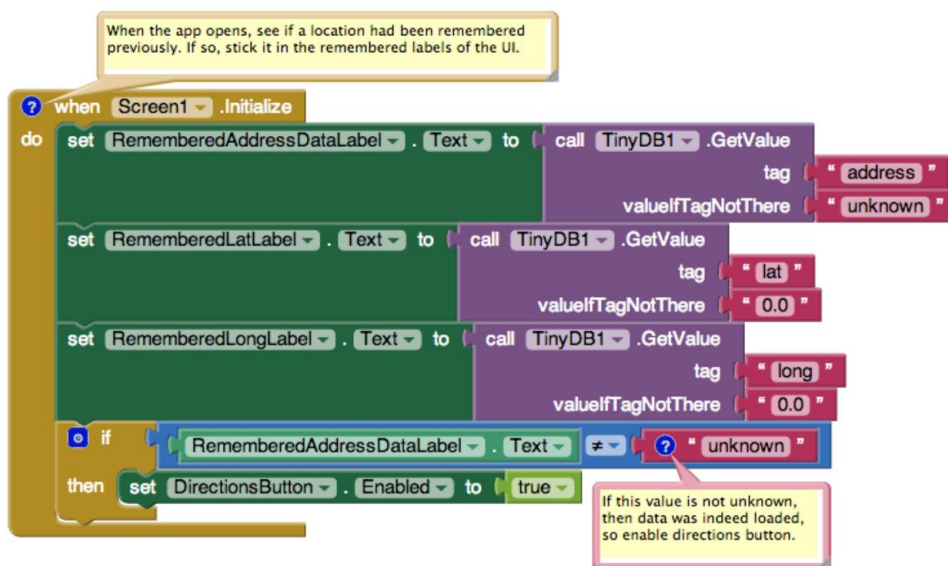 When the app opens, see if a location had been remembered
previously. If so, stick it in the remembered labels of the UI.
? when Screen1 .Initialize
do set RememberedAddressDataLabel . Text to call TinyDB1 .GetValue
tag " address "
valueIfTagNotThere " unknown "
set RememberedLatLabel . Text to call TinyDB1 .GetValue
tag " lat "
valueIfTagNotThere " 0.0 "
set RememberedLongLabel . Text to call TinyDB1 .GetValue
tag " long "
valueIfTagNotThere " 0.0 "
if RememberedAddressDataLabel . Text ≠ ? " unknown "
then set DirectionsButton . Enabled to true
If this value is not unknown,
then data was indeed loaded,
so enable directions button.